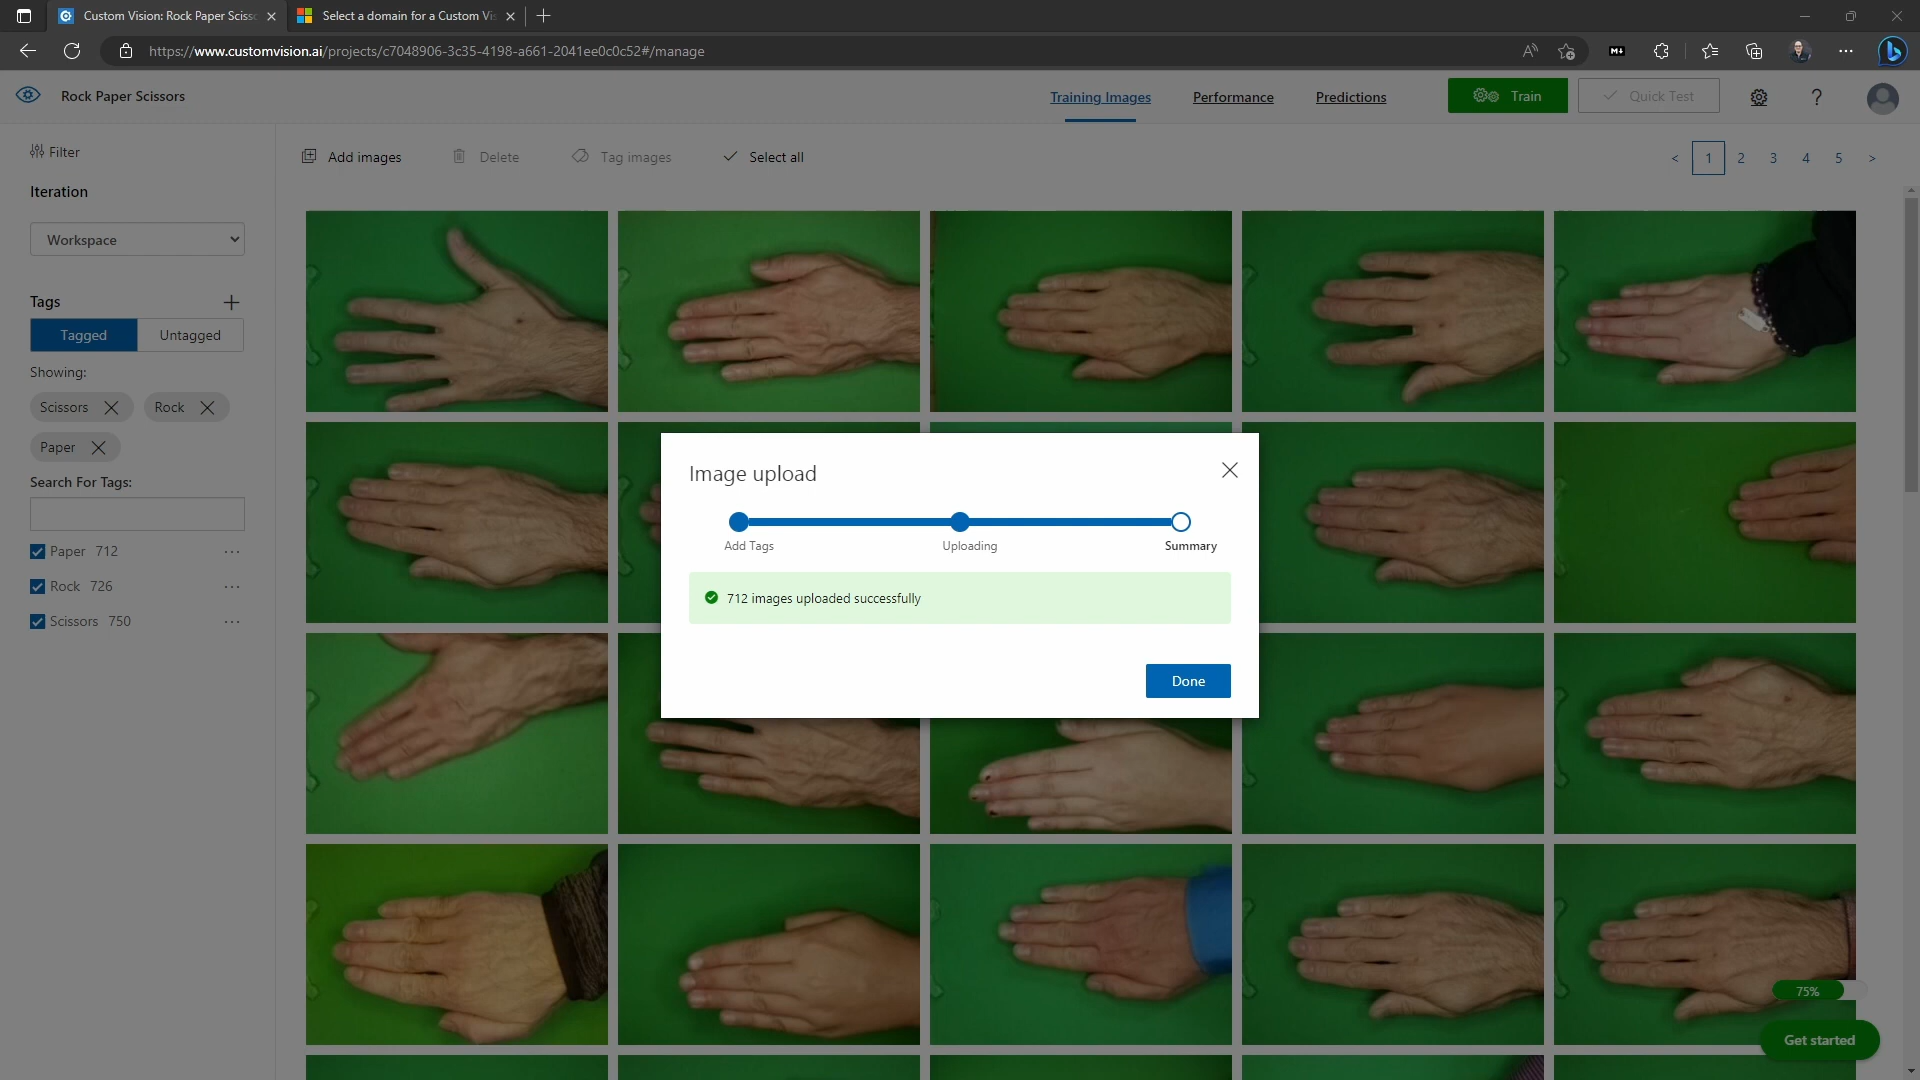 Custom Vision: Rock Paper Scisso
Select a domain for a Custom Vis
https://www.customvision.ai/projects/c7048906-3c35-4198-a661-2041ee0c0c52#/manage
Rock Paper Scissors
Training Images
Performance
Predictions
Train
Quick Test
?
Filter
Add images
Delete
Tag images
Select all
< 1 2 3 4 5 >
Iteration
Workspace
Tags
Tagged
Untagged
Showing:
Scissors
Rock
Paper
Search For Tags:
Paper 712
Rock 726
Scissors 750
Image upload
Add Tags
Uploading
Summary
712 images uploaded successfully
Done
75%
Get started